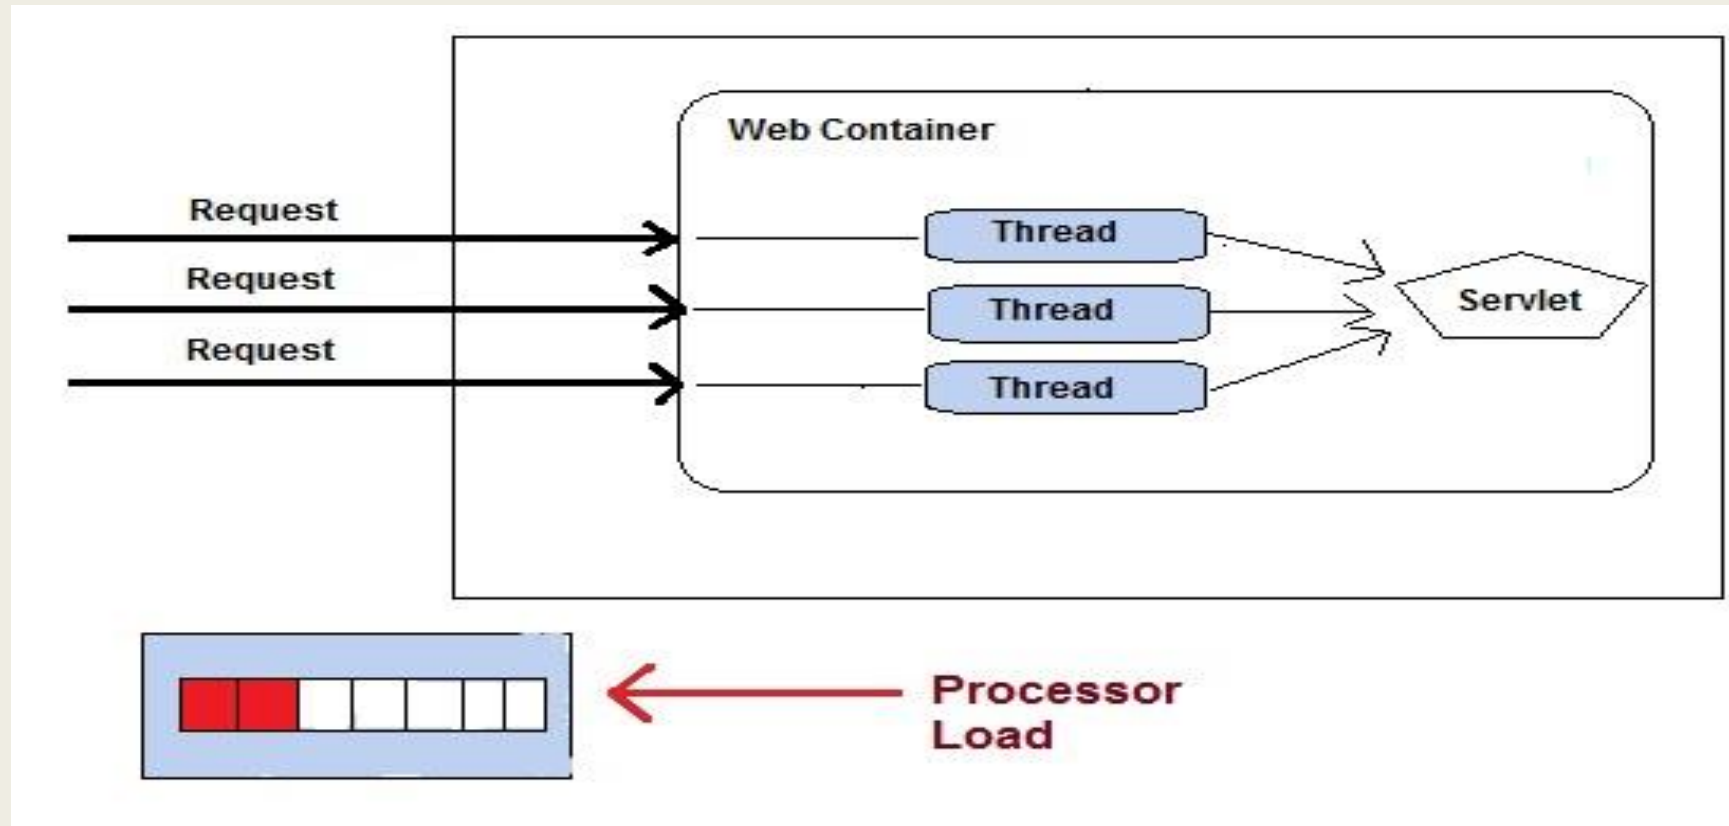 Web Container
Request
Thread
Request
Thread
Servlet
Request
Thread
Processor
Load